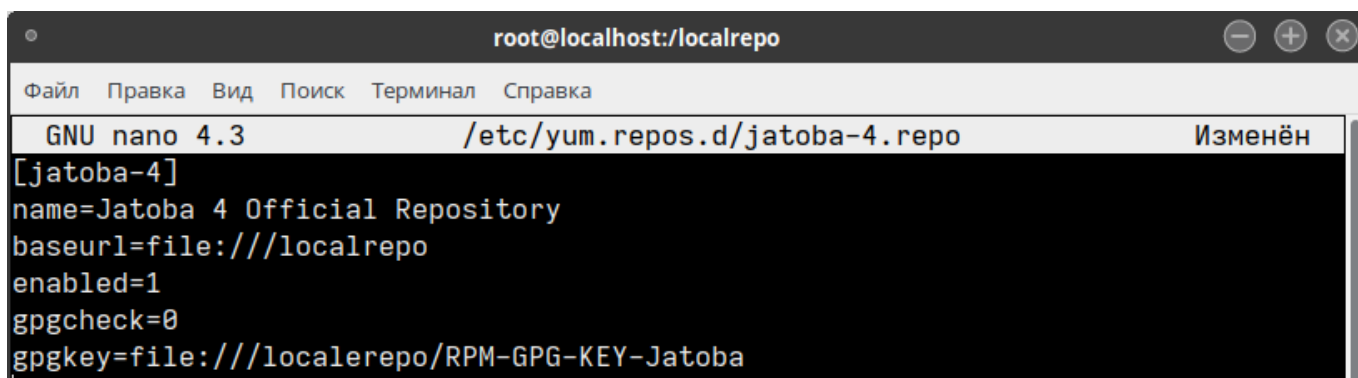 root@localhost:/localrepo
Файл Правка Вид Поиск Терминал Справка
GNU nano 4.3 /etc/yum.repos.d/jatoba-4.repo Изменён
[jatoba-4]
name=Jatoba 4 Official Repository
baseurl=file:///localrepo
enabled=1
gpgcheck=0
gpgkey=file:///localerepo/RPM-GPG-KEY-Jatoba